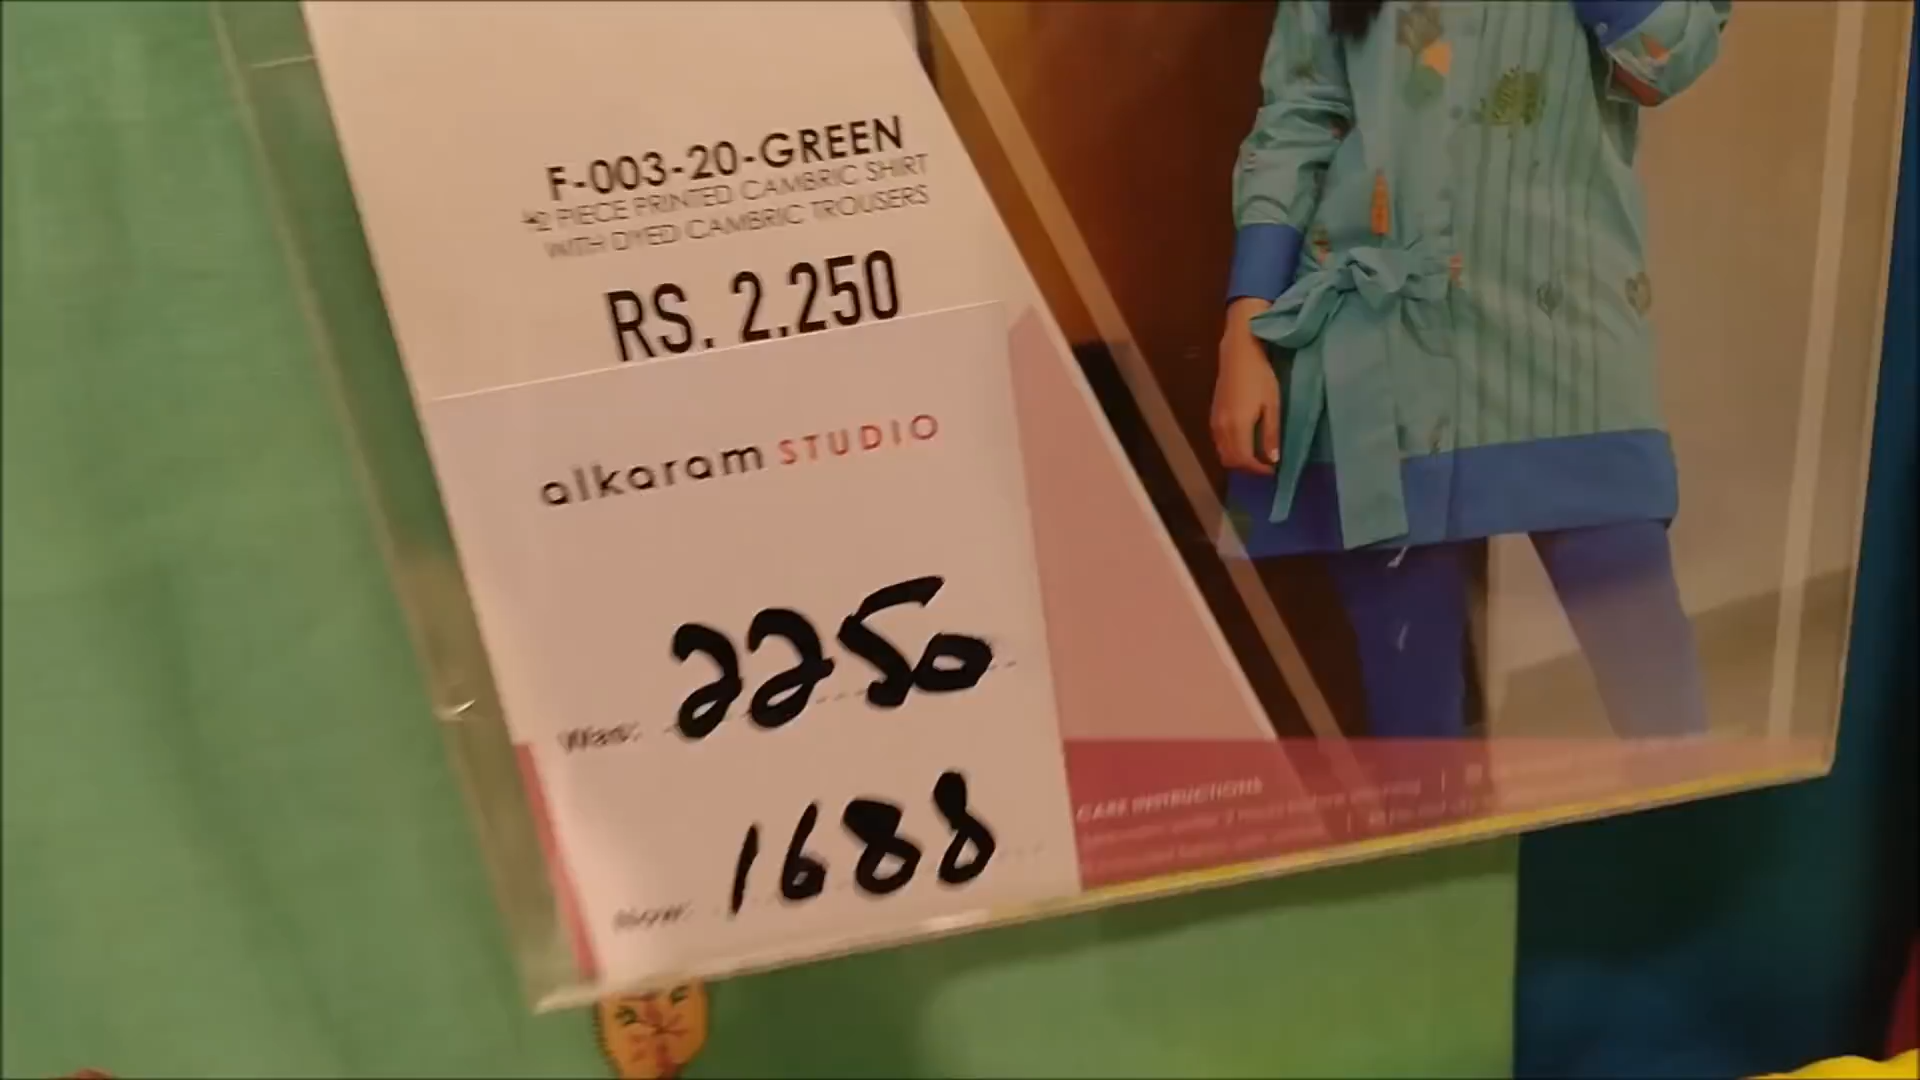 F-003-20-GREEN
2 PIECE PRINTED CAMBRIC SHIRT
WITH DYED CAMBRIC TROUSERS
RS. 2,250
alkaram STUDIO
Was: 2250
Now: 1688
CARE INSTRUCTIONS